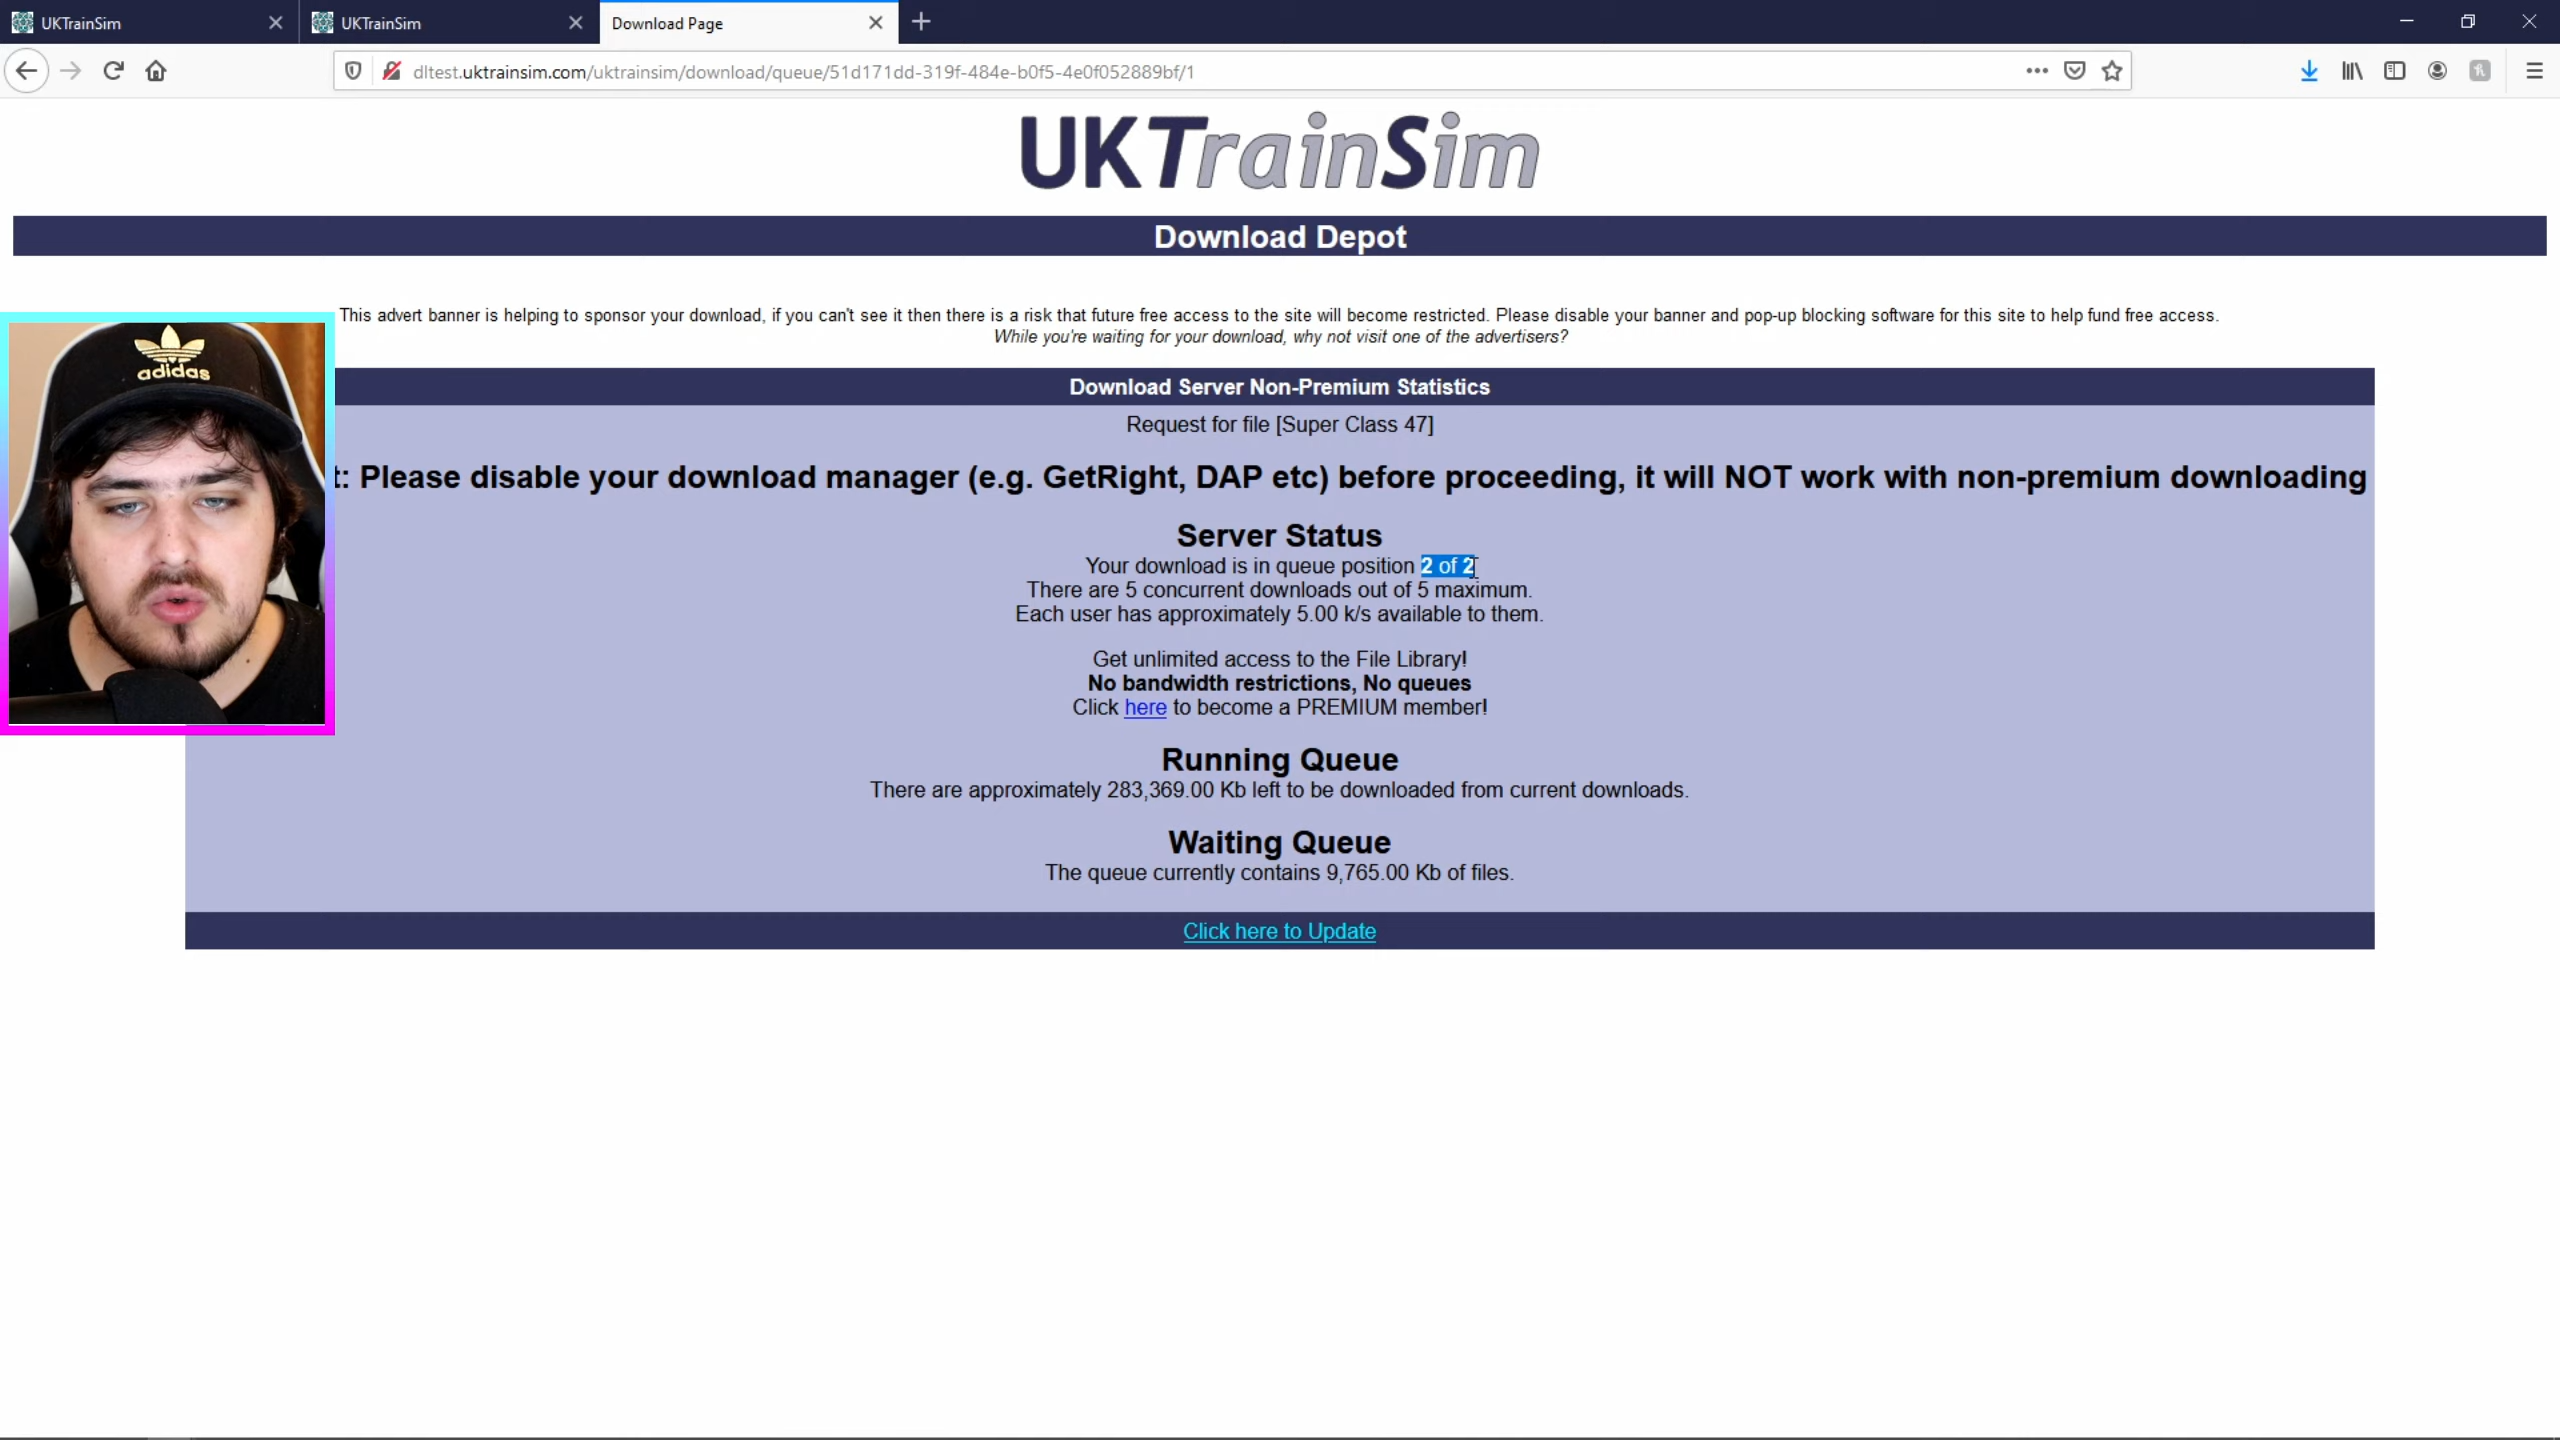 UKTrainSim
UKTrainSim
Download Page
dltest.uktrainsim.com/uktrainsim/download/queue/51d171dd-319f-484e-b0f5-4e0f052889bf/1
UKTrainSim
Download Depot
This advert banner is helping to sponsor your download, if you can't see it then there is a risk that future free access to the site will become restricted. Please disable your banner and pop-up blocking software for this site to help fund free access.
While you're waiting for your download, why not visit one of the advertisers?
adidas
Download Server Non-Premium Statistics
Request for file [Super Class 47]
t: Please disable your download manager (e.g. GetRight, DAP etc) before proceeding, it will NOT work with non-premium downloading
Server Status
Your download is in queue position 2 of 2
There are 5 concurrent downloads out of 5 maximum.
Each user has approximately 5.00 k/s available to them.
Get unlimited access to the File Library!
No bandwidth restrictions, No queues
Click here to become a PREMIUM member!
Running Queue
There are approximately 283,369.00 Kb left to be downloaded from current downloads.
Waiting Queue
The queue currently contains 9,765.00 Kb of files.
Click here to Update